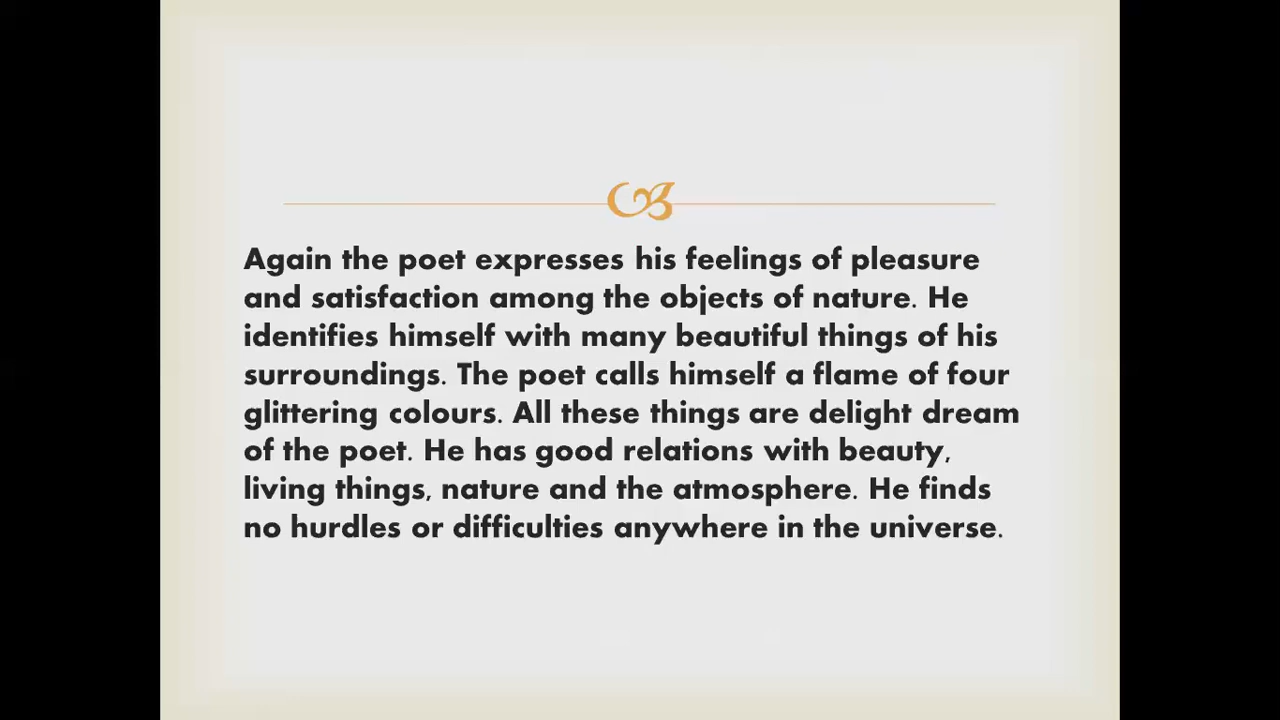 Again the poet expresses his feelings of pleasure
and satisfaction among the objects of nature. He
identifies himself with many beautiful things of his
surroundings. The poet calls himself a flame of four
glittering colours. All these things are delight dream
of the poet. He has good relations with beauty,
living things, nature and the atmosphere. He finds
no hurdles or difficulties anywhere in the universe.